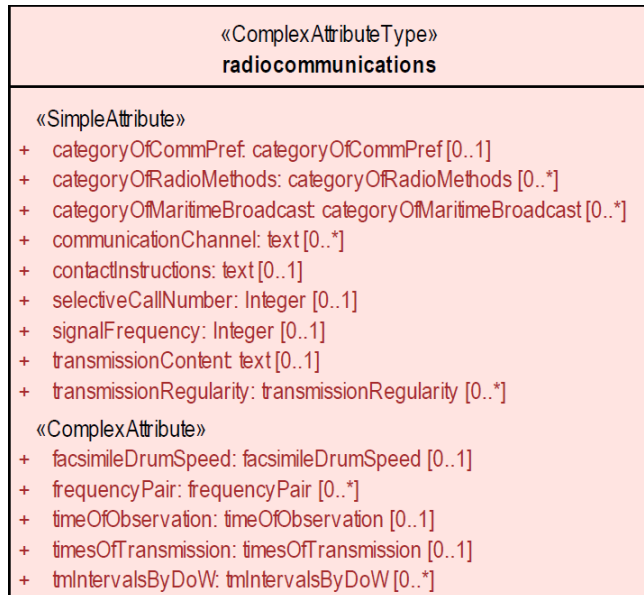 «ComplexAttributeType»
radiocommunications
«SimpleAttribute»
+ categoryOfCommPref: categoryOfCommPref [0..1]
+ categoryOfRadioMethods: categoryOfRadioMethods [0..*]
+ categoryOfMaritimeBroadcast: categoryOfMaritimeBroadcast [0..*]
+ communicationChannel: text [0..*]
+ contactInstructions: text [0..1]
+ selectiveCallNumber: Integer [0..1]
+ signalFrequency: Integer [0..1]
+ transmissionContent: text [0..1]
+ transmissionRegularity: transmissionRegularity [0..*]
«ComplexAttribute»
+ facsimileDrumSpeed: facsimileDrumSpeed [0..1]
+ frequencyPair: frequencyPair [0..*]
+ timeOfObservation: timeOfObservation [0..1]
+ timesOfTransmission: timesOfTransmission [0..1]
+ tmIntervalsByDoW: tmIntervalsByDoW [0..*]